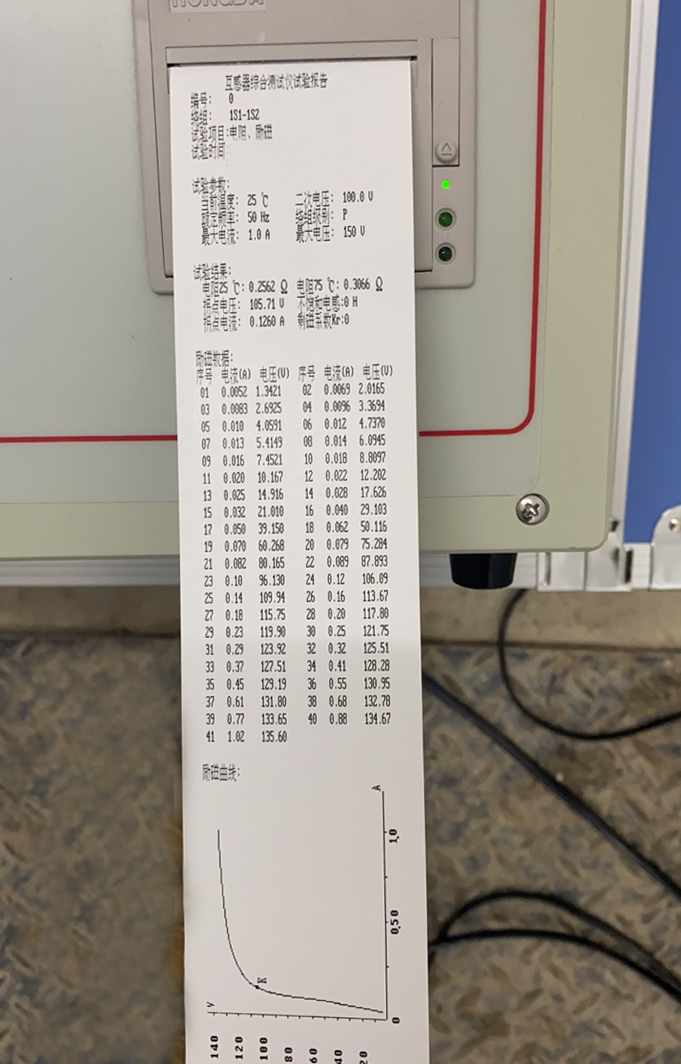 HONGDA
互感器综合测试仪试验报告
编号: 0
绕组: 1S1-1S2
试验项目:电阻、励磁
试验时间
试验参数:
当前温度: 25 ℃ 二次电压: 100.0 V
额定频率: 50 Hz 绕组级别: P
最大电流: 1.0 A 最大电压: 150 V
试验结果:
电阻25 ℃: 0.2562 Ω 电阻75 ℃: 0.3066 Ω
拐点电压: 105.71 V 不饱和电感:0 H
拐点电流: 0.1260 A 剩磁系数Kr:0
励磁数据:
序号 电流(A) 电压(V) 序号 电流(A) 电压(V)
01 0.0052 1.3421 02 0.0069 2.0165
03 0.0083 2.6925 04 0.0096 3.3694
05 0.010 4.0591 06 0.012 4.7370
07 0.013 5.4149 08 0.014 6.0945
09 0.016 7.4521 10 0.018 8.8097
11 0.020 10.167 12 0.022 12.202
13 0.025 14.916 14 0.028 17.626
15 0.032 21.010 16 0.040 29.103
17 0.050 39.150 18 0.062 50.116
19 0.070 60.268 20 0.079 75.284
21 0.082 80.165 22 0.089 87.893
23 0.10 96.130 24 0.12 106.09
25 0.14 109.94 26 0.16 113.67
27 0.18 115.75 28 0.20 117.80
29 0.23 119.90 30 0.25 121.75
31 0.29 123.92 32 0.32 125.51
33 0.37 127.51 34 0.41 128.28
35 0.45 129.19 36 0.55 130.95
37 0.61 131.80 38 0.68 132.78
39 0.77 133.65 40 0.88 134.67
41 1.02 135.60
励磁曲线:
A
1.0
0.50
K
V
0
140 120 100 80 60 40 20